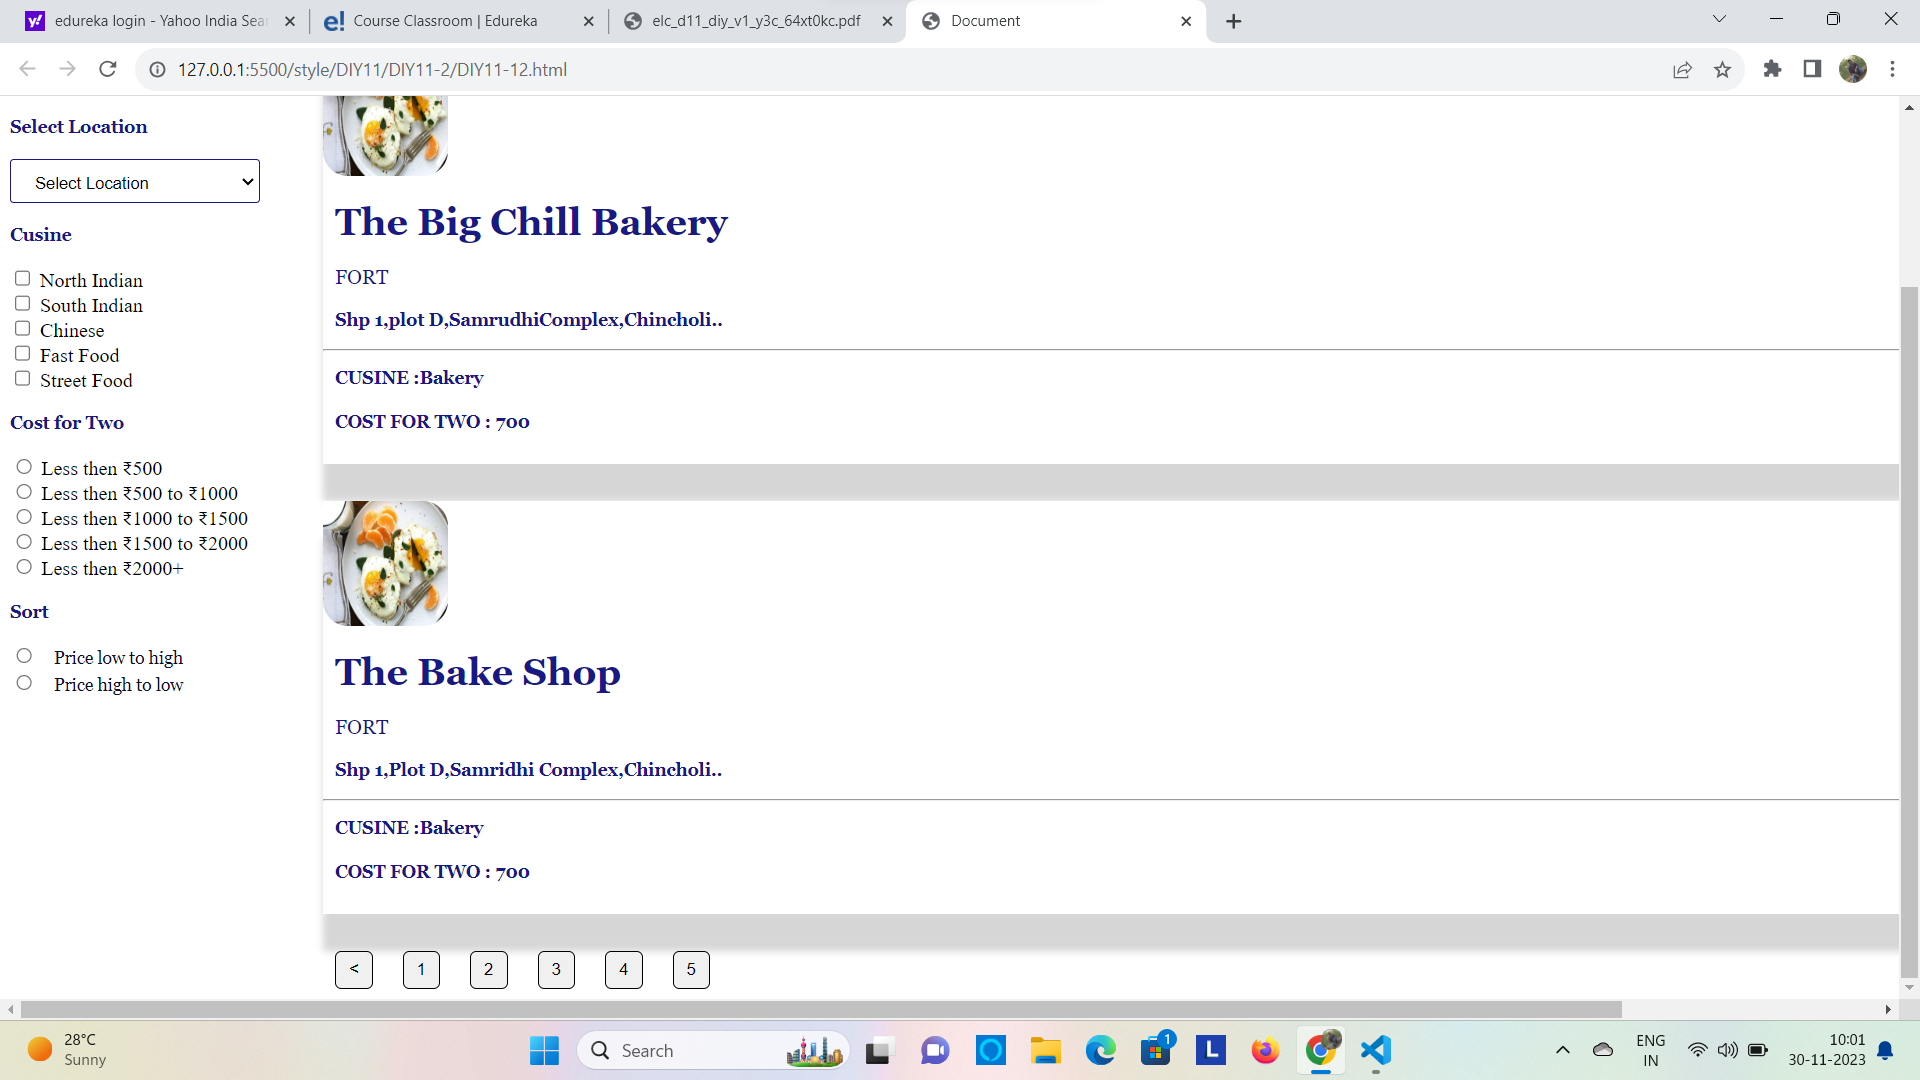 edureka login - Yahoo India Sea
Course Classroom | Edureka
elc_d11_diy_v1_y3c_64xt0kc.pdf
Document
127.0.0.1:5500/style/DIY11/DIY11-2/DIY11-12.html
Select Location
Select Location
Cusine
North Indian
South Indian
Chinese
Fast Food
Street Food
Cost for Two
Less then ₹500
Less then ₹500 to ₹1000
Less then ₹1000 to ₹1500
Less then ₹1500 to ₹2000
Less then ₹2000+
Sort
Price low to high
Price high to low
The Big Chill Bakery
FORT
Shp 1,plot D,SamrudhiComplex,Chincholi..
CUSINE :Bakery
COST FOR TWO : 700
The Bake Shop
FORT
Shp 1,Plot D,Samridhi Complex,Chincholi..
CUSINE :Bakery
COST FOR TWO : 700
< 1 2 3 4 5
28°C
Sunny
Search
1
L
ENG
IN
10:01
30-11-2023